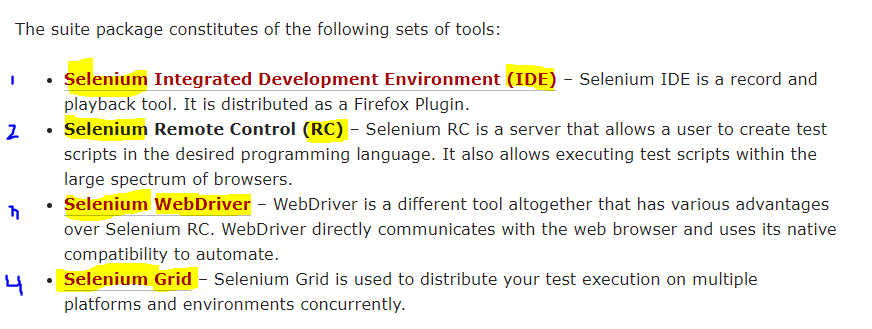 The suite package constitutes of the following sets of tools:
1 • Selenium Integrated Development Environment (IDE) – Selenium IDE is a record and
playback tool. It is distributed as a Firefox Plugin.
2 • Selenium Remote Control (RC) – Selenium RC is a server that allows a user to create test
scripts in the desired programming language. It also allows executing test scripts within the
large spectrum of browsers.
• Selenium WebDriver – WebDriver is a different tool altogether that has various advantages
over Selenium RC. WebDriver directly communicates with the web browser and uses its native
compatibility to automate.
4 • Selenium Grid – Selenium Grid is used to distribute your test execution on multiple
platforms and environments concurrently.